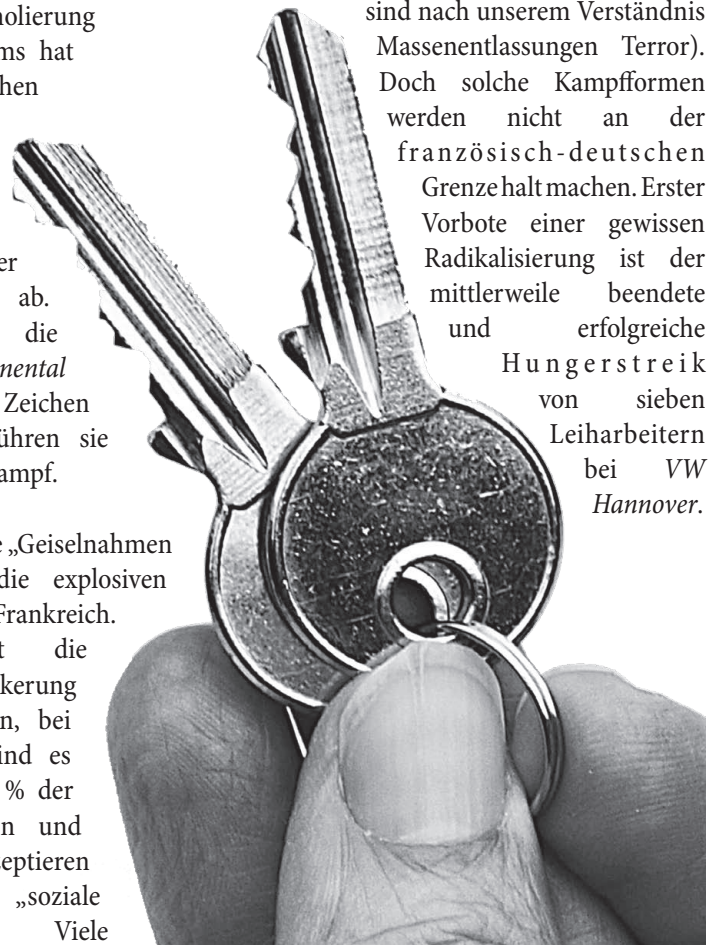 nolierung
ms hat
hen
er
ab.
die
nental
Zeichen
ühren sie
ampf.
e „Geiselnahmen
die explosiven
Frankreich.
t die
kerung
n, bei
ind es
% der
n und
zeptieren
„soziale
Viele
sind nach unserem Verständnis
Massenentlassungen Terror).
Doch solche Kampfformen
werden nicht an der
französisch-deutschen
Grenze halt machen. Erster
Vorbote einer gewissen
Radikalisierung ist der
mittlerweile beendete
und erfolgreiche
Hungerstreik
von sieben
Leiharbeitern
bei VW
Hannover.